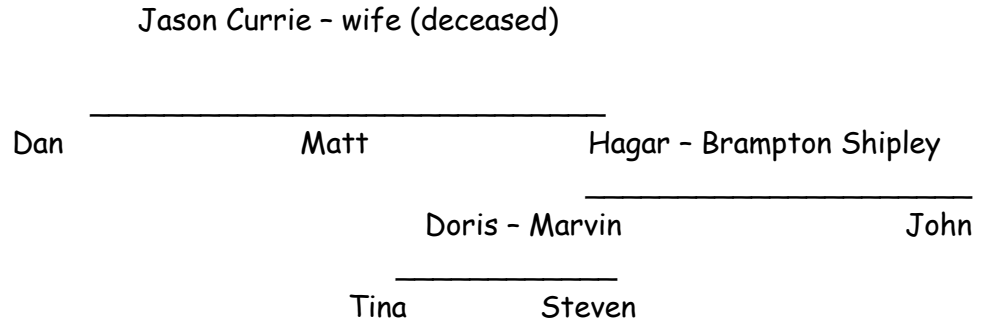 Jason Currie – wife (deceased)
Dan Matt Hagar – Brampton Shipley
Doris – Marvin John
Tina Steven